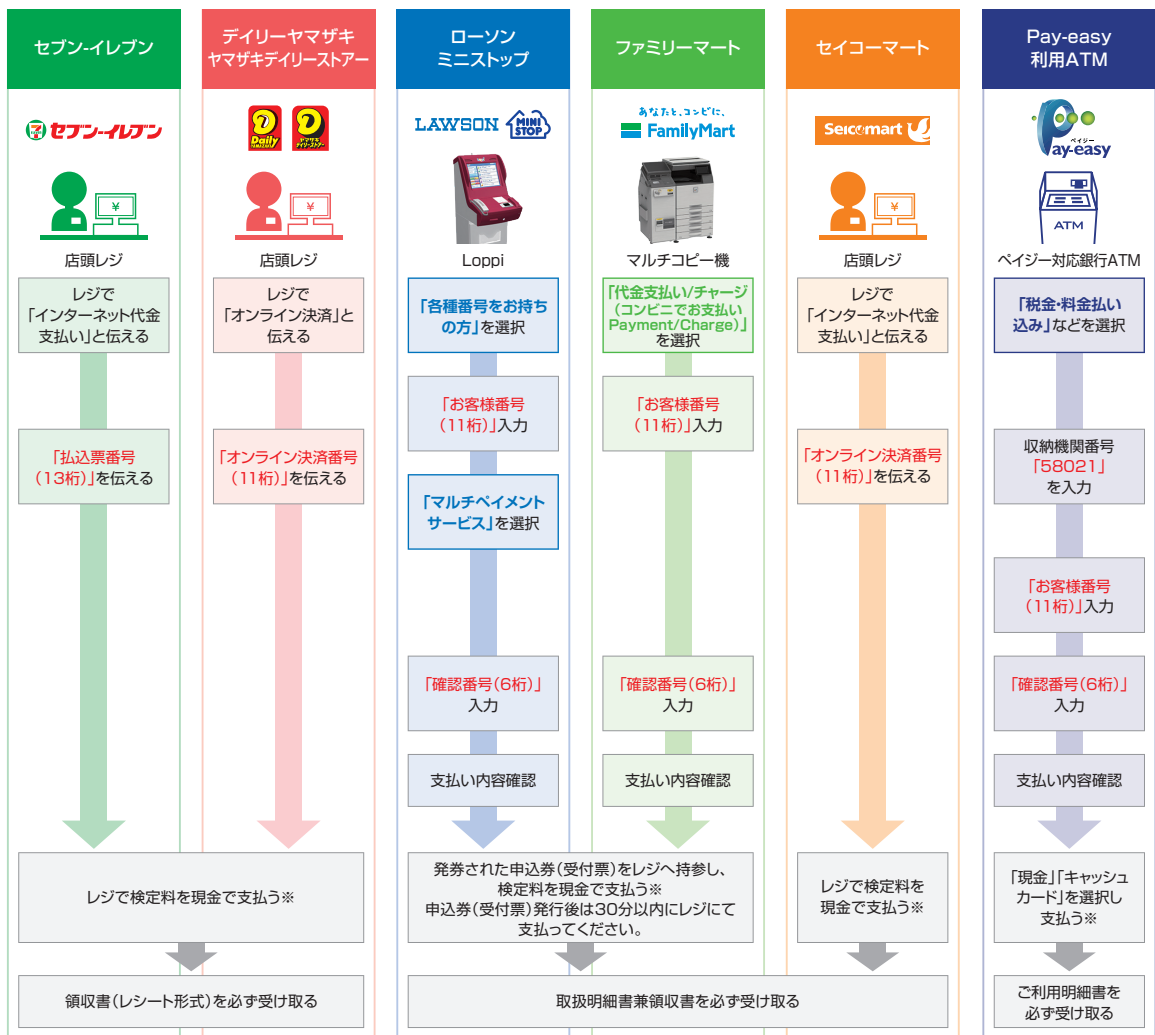 セブン-イレブン
デイリーヤマザキ
ヤマザキデイリーストアー
ローソン
ミニストップ
ファミリーマート
セイコーマート
Pay-easy
利用ATM
セブン-イレブン
Daily
YAMAZAKI
ヤマザキ
デイリーストアー
LAWSON
MINI
STOP
あなたと、コンビに、
FamilyMart
Seicomart
ペイジー
Pay-easy
¥
¥
¥
ATM
店頭レジ
店頭レジ
Loppi
マルチコピー機
店頭レジ
ペイジー対応銀行ATM
レジで
「インターネット代金
支払い」と伝える
「払込票番号
(13桁)」を伝える
レジで
「オンライン決済」と
伝える
「オンライン決済番号
(11桁)」を伝える
レジで検定料を現金で支払う※
領収書(レシート形式)を必ず受け取る
「各種番号をお持ち
の方」を選択
「お客様番号
(11桁)」入力
「マルチペイメント
サービス」を選択
「確認番号(6桁)」
入力
支払い内容確認
「代金支払い/チャージ
(コンビニでお支払い
Payment/Charge)」
を選択
「お客様番号
(11桁)」入力
「確認番号(6桁)」
入力
支払い内容確認
発券された申込券(受付票)をレジへ持参し、
検定料を現金で支払う※
申込券(受付票)発行後は30分以内にレジにて
支払ってください。
レジで
「インターネット代金
支払い」と伝える
「オンライン決済番号
(11桁)」を伝える
レジで検定料を
現金で支払う※
取扱明細書兼領収書を必ず受け取る
「税金・料金払い
込み」などを選択
収納機関番号
「58021」
を入力
「お客様番号
(11桁)」入力
「確認番号(6桁)」
入力
支払い内容確認
「現金」「キャッシュ
カード」を選択し
支払う※
ご利用明細書を
必ず受け取る